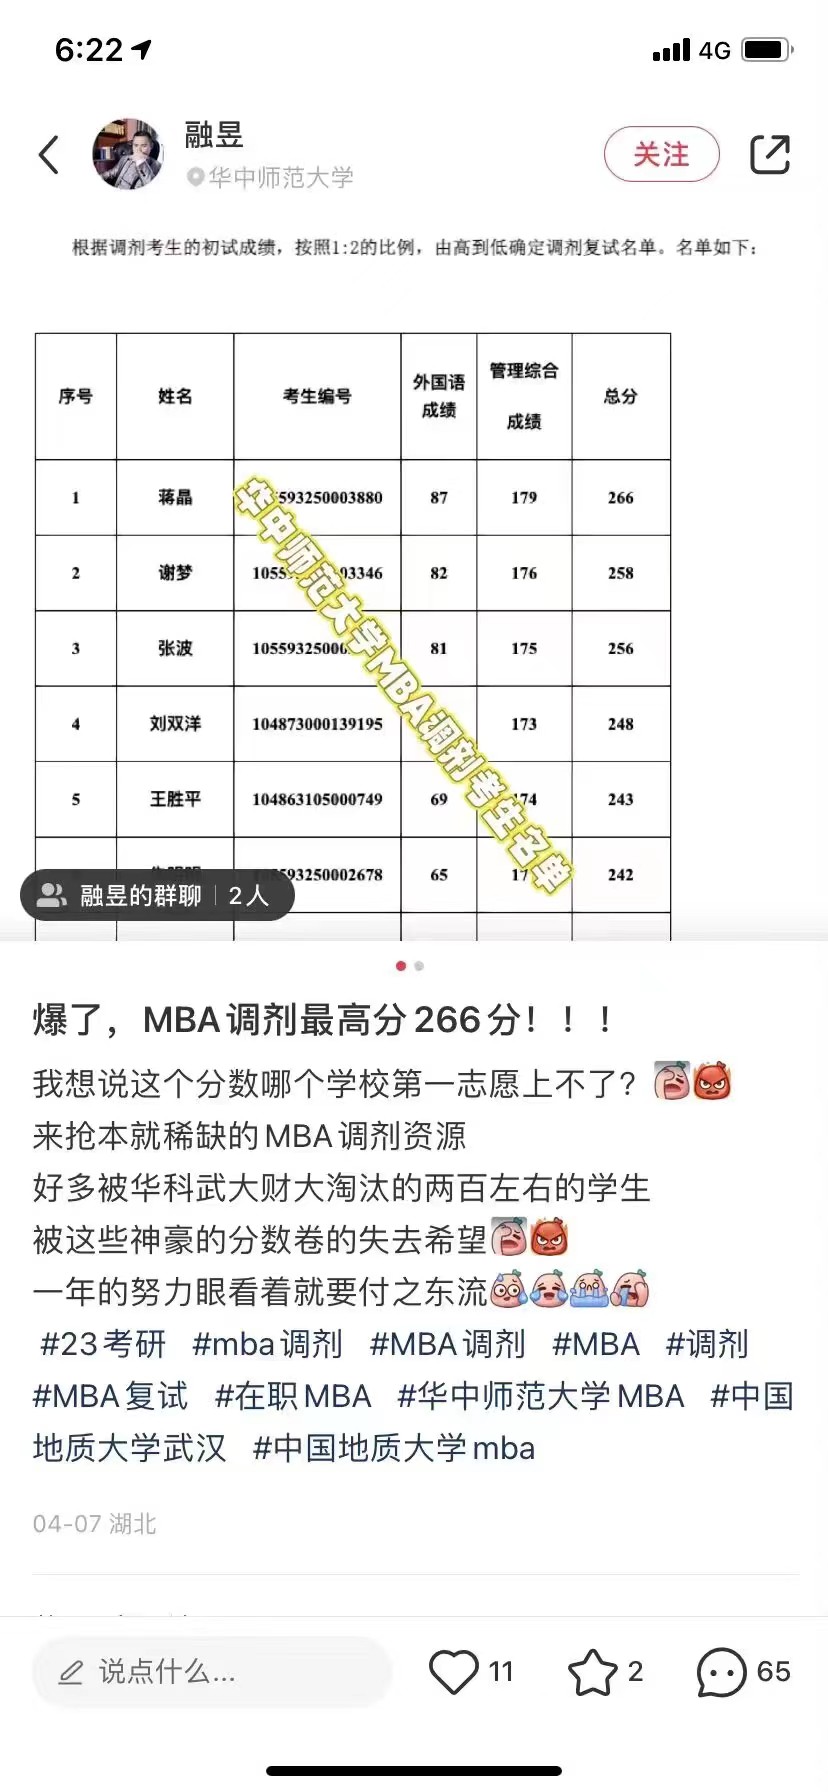 6:22
4G
融昱
华中师范大学
关注
根据调剂考生的初试成绩，按照1:2的比例，由高到低确定调剂复试名单。名单如下：
序号 姓名 考生编号 外国语成绩 管理综合成绩 总分
1 蒋晶 593250003880 87 179 266
2 谢梦 1055 03346 82 176 258
3 张波 1055932500 81 175 256
4 刘双洋 104873000139195 173 248
5 王胜平 104863105000749 69 174 243
593250002678 65 17 242
华中师范大学MBA调剂考生名单
融昱的群聊 2人
爆了，MBA调剂最高分266分！！！
我想说这个分数哪个学校第一志愿上不了？
来抢本就稀缺的MBA调剂资源
好多被华科武大财大淘汰的两百左右的学生
被这些神豪的分数卷的失去希望
一年的努力眼看着就要付之东流
#23考研 #mba调剂 #MBA调剂 #MBA #调剂
#MBA复试 #在职MBA #华中师范大学MBA #中国
地质大学武汉 #中国地质大学mba
04-07 湖北
说点什么...
11
2
65